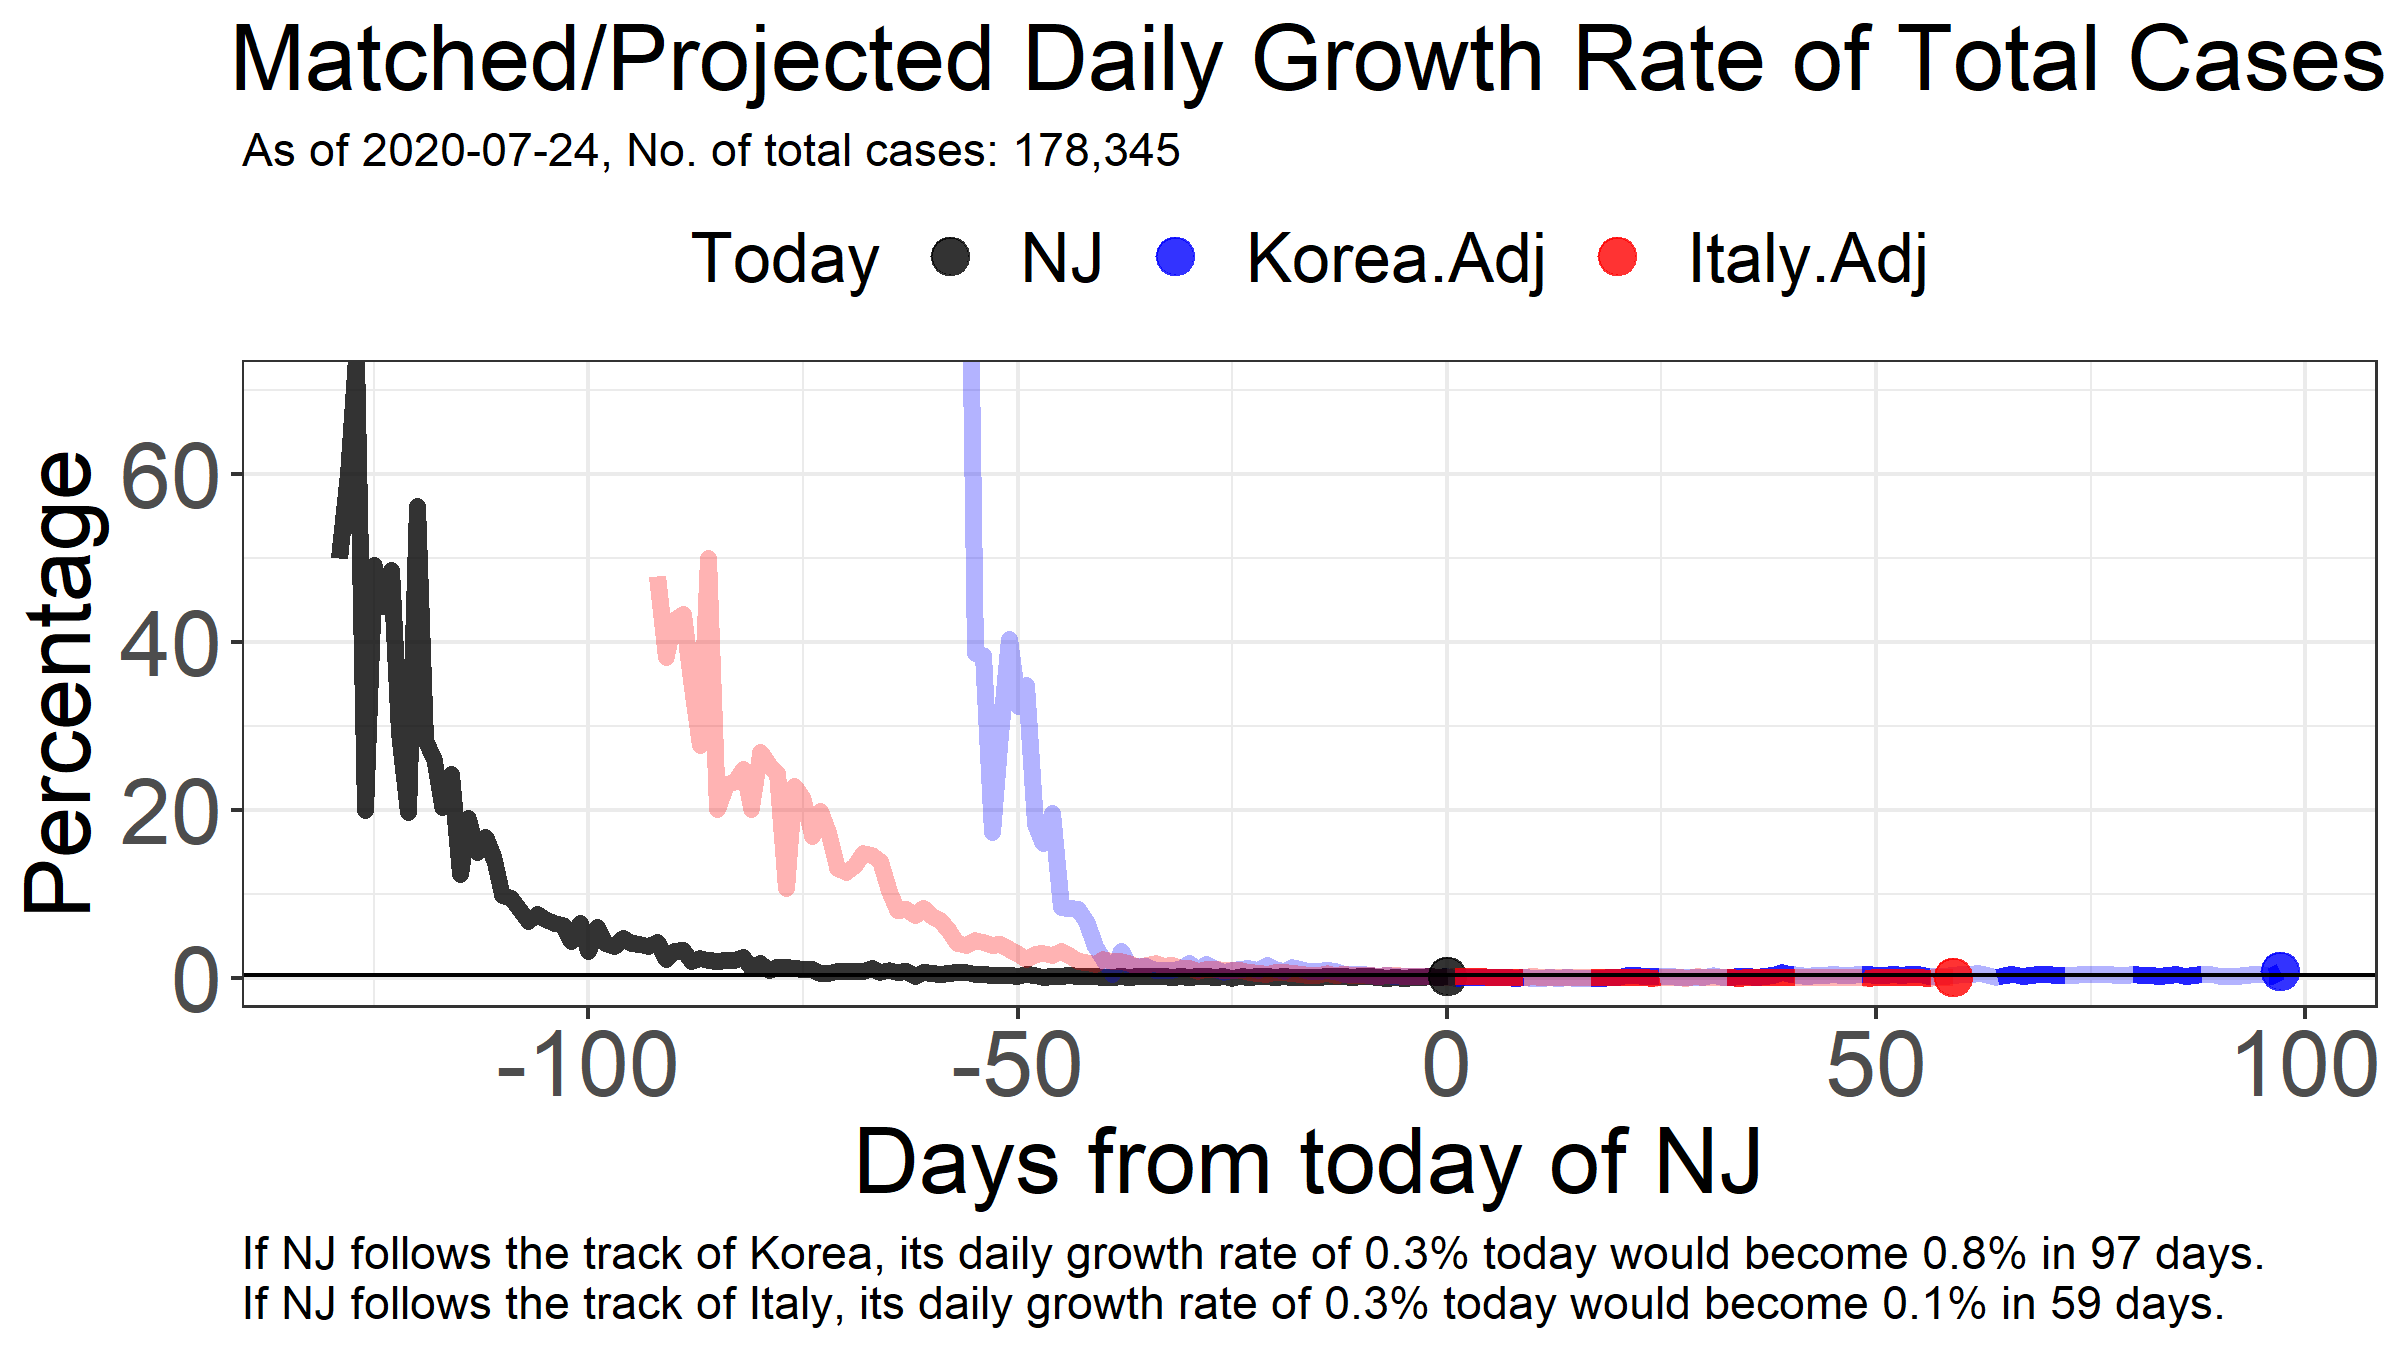 Matched/Projected Daily Growth Rate of Total Cases
As of 2020-07-24, No. of total cases: 178,345
Today NJ Korea.Adj Italy.Adj
Percentage
60
40
20
0
-100 -50 0 50 100
Days from today of NJ
If NJ follows the track of Korea, its daily growth rate of 0.3% today would become 0.8% in 97 days.
If NJ follows the track of Italy, its daily growth rate of 0.3% today would become 0.1% in 59 days.